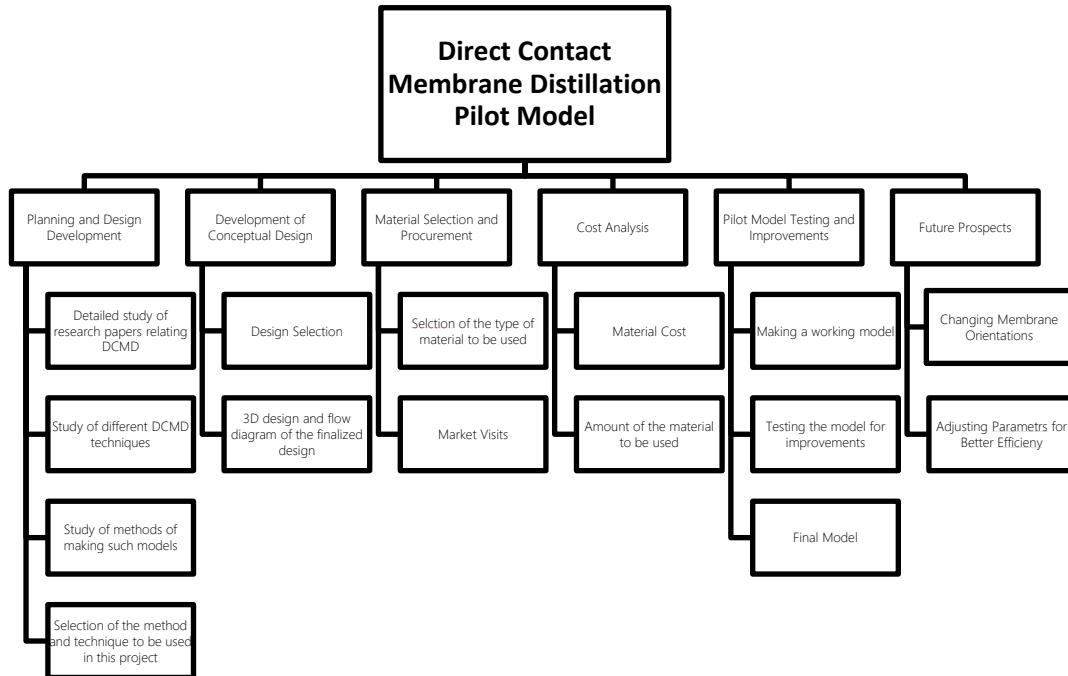 Direct Contact
Membrane Distillation
Pilot Model
Planning and Design
Development
Development of
Conceptual Design
Material Selection and
Procurement
Cost Analysis
Pilot Model Testing and
Improvements
Future Prospects
Detailed study of
research papers relating
DCMD
Design Selection
Selction of the type of
material to be used
Material Cost
Making a working model
Changing Membrane
Orientations
Study of different DCMD
techniques
3D design and flow
diagram of the finalized
design
Market Visits
Amount of the material
to be used
Testing the model for
improvements
Adjusting Parametrs for
Better Efficieny
Study of methods of
making such models
Final Model
Selection of the method
and technique to be used
in this project